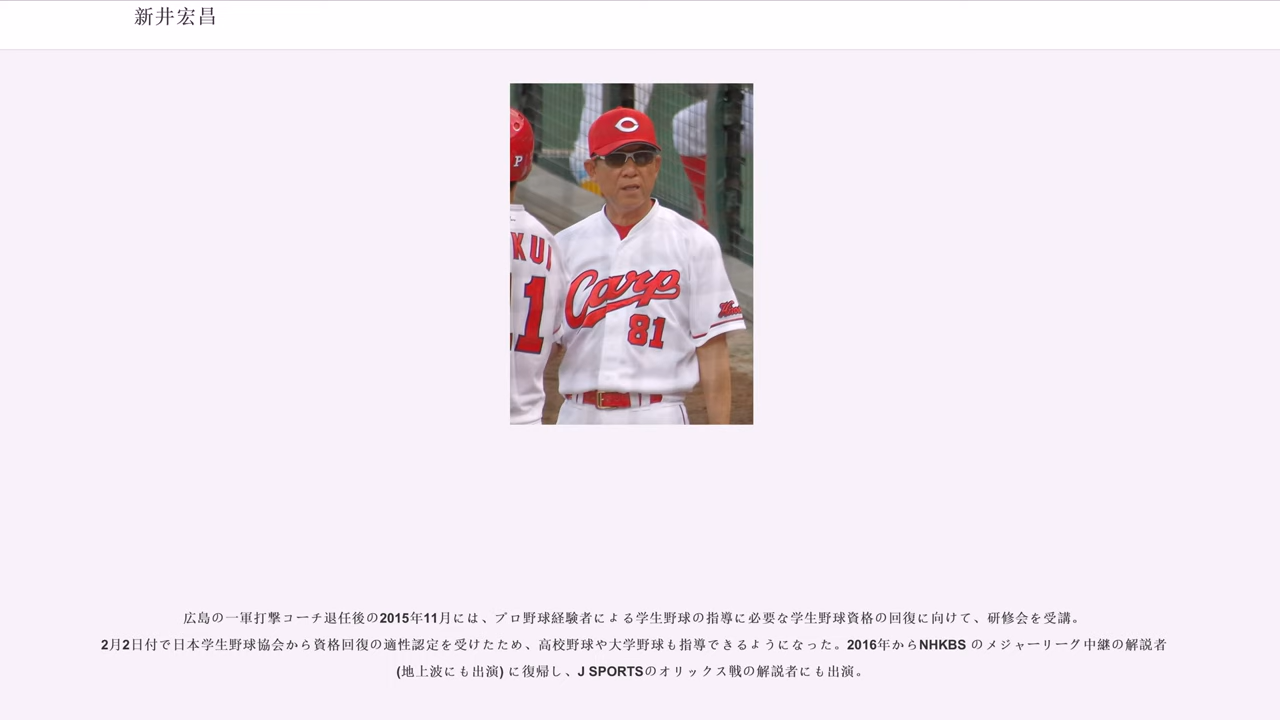 新井宏昌
P
Carp
81
11
広島の一軍打撃コーチ退任後の2015年11月には、プロ野球経験者による学生野球の指導に必要な学生野球資格の回復に向けて、研修会を受講。
2月2日付で日本学生野球協会から資格回復の適性認定を受けたため、高校野球や大学野球も指導できるようになった。2016年からNHKBS のメジャーリーグ中継の解説者
(地上波にも出演) に復帰し、J SPORTSのオリックス戦の解説者にも出演。